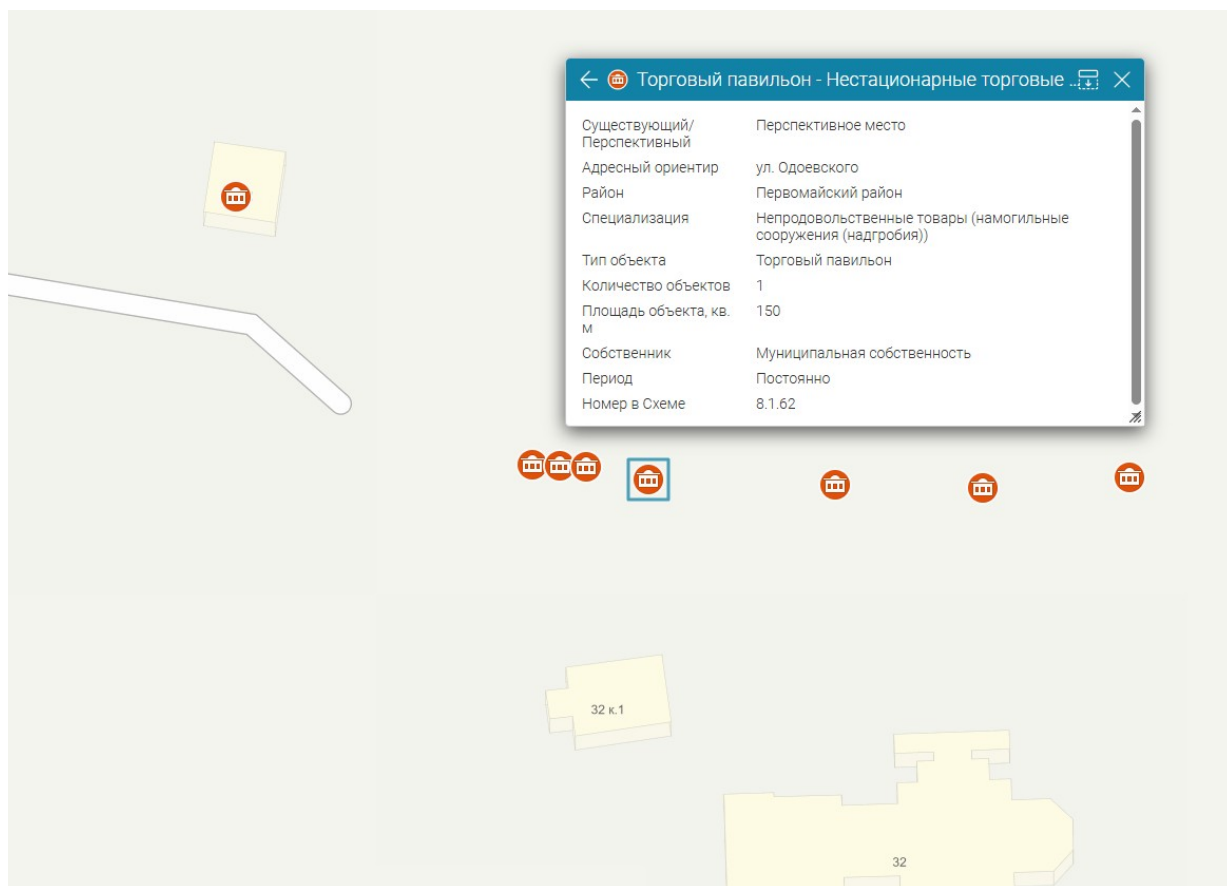 Торговый павильон - Нестационарные торговые ...
Существующий/ Перспективное место
Перспективный
Адресный ориентир ул. Одоевского
Район Первомайский район
Специализация Непродовольственные товары (намогильные
сооружения (надгробия))
Тип объекта Торговый павильон
Количество объектов 1
Площадь объекта, кв. 150
м
Собственник Муниципальная собственность
Период Постоянно
Номер в Схеме 8.1.62
32 к.1
32